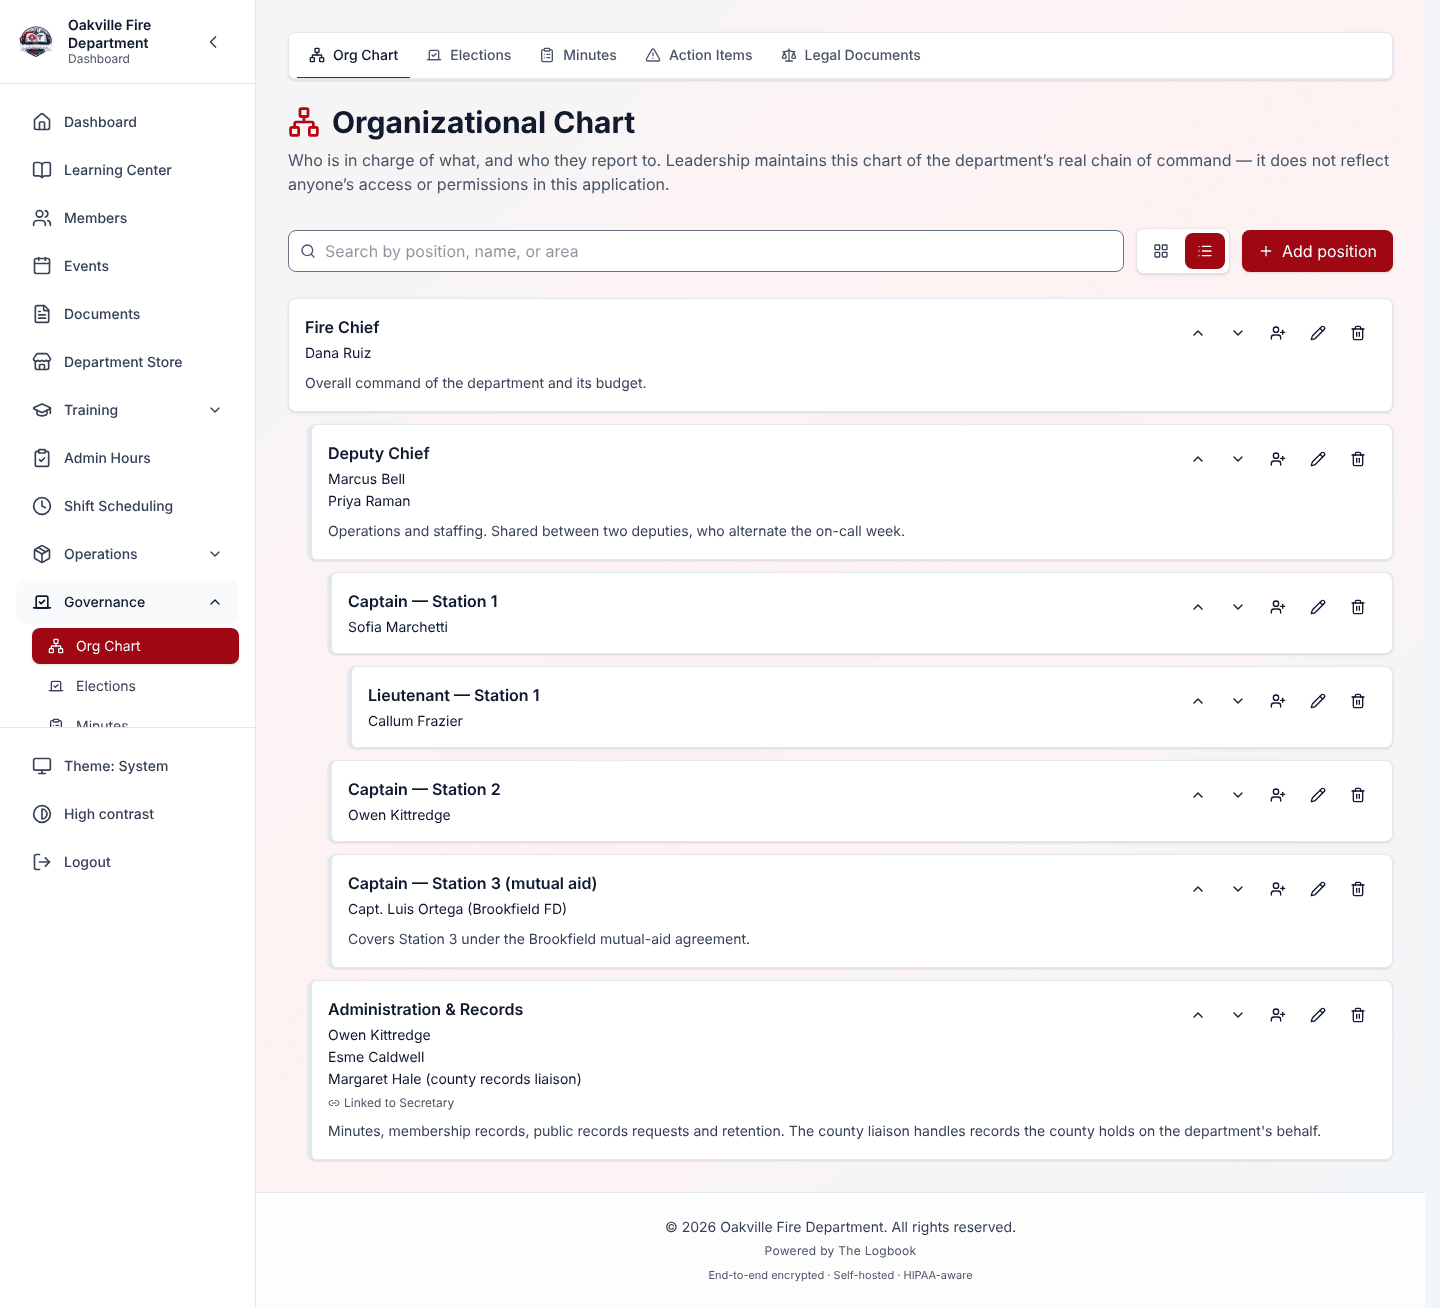 Oakville Fire
Department
Dashboard
Dashboard
Learning Center
Members
Events
Documents
Department Store
Training
Admin Hours
Shift Scheduling
Operations
Governance
Org Chart
Elections
Minutes
Theme: System
High contrast
Logout
Org Chart
Elections
Minutes
Action Items
Legal Documents
Organizational Chart
Who is in charge of what, and who they report to. Leadership maintains this chart of the department’s real chain of command — it does not reflect
anyone’s access or permissions in this application.
Search by position, name, or area
Add position
Fire Chief
Dana Ruiz
Overall command of the department and its budget.
Deputy Chief
Marcus Bell
Priya Raman
Operations and staffing. Shared between two deputies, who alternate the on-call week.
Captain — Station 1
Sofia Marchetti
Lieutenant — Station 1
Callum Frazier
Captain — Station 2
Owen Kittredge
Captain — Station 3 (mutual aid)
Capt. Luis Ortega (Brookfield FD)
Covers Station 3 under the Brookfield mutual-aid agreement.
Administration & Records
Owen Kittredge
Esme Caldwell
Margaret Hale (county records liaison)
Linked to Secretary
Minutes, membership records, public records requests and retention. The county liaison handles records the county holds on the department's behalf.
© 2026 Oakville Fire Department. All rights reserved.
Powered by The Logbook
End-to-end encrypted · Self-hosted · HIPAA-aware